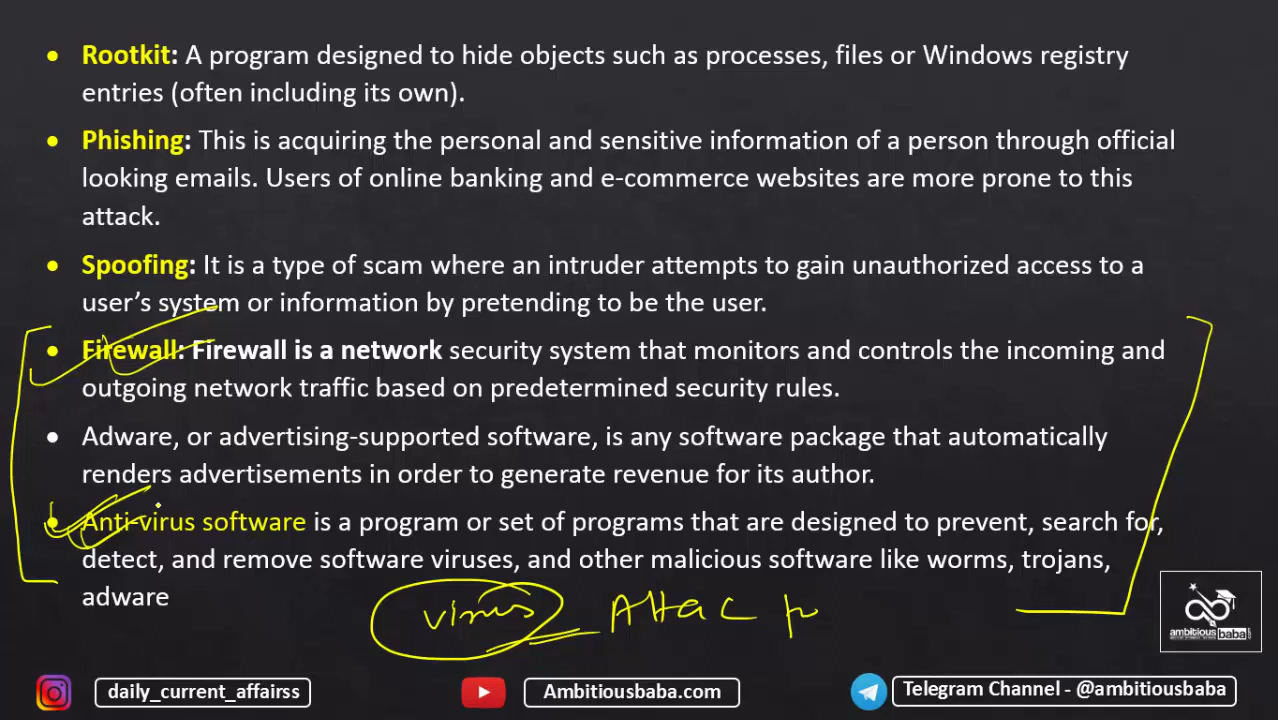 • Rootkit: A program designed to hide objects such as processes, files or Windows registry
entries (often including its own).
• Phishing: This is acquiring the personal and sensitive information of a person through official
looking emails. Users of online banking and e-commerce websites are more prone to this
attack.
• Spoofing: It is a type of scam where an intruder attempts to gain unauthorized access to a
user’s system or information by pretending to be the user.
• Firewall: Firewall is a network security system that monitors and controls the incoming and
outgoing network traffic based on predetermined security rules.
• Adware, or advertising-supported software, is any software package that automatically
renders advertisements in order to generate revenue for its author.
• Anti-virus software is a program or set of programs that are designed to prevent, search for,
detect, and remove software viruses, and other malicious software like worms, trojans,
adware
virus Attac
ambitiousbaba
daily_current_affairss
Ambitiousbaba.com
Telegram Channel - @ambitiousbaba